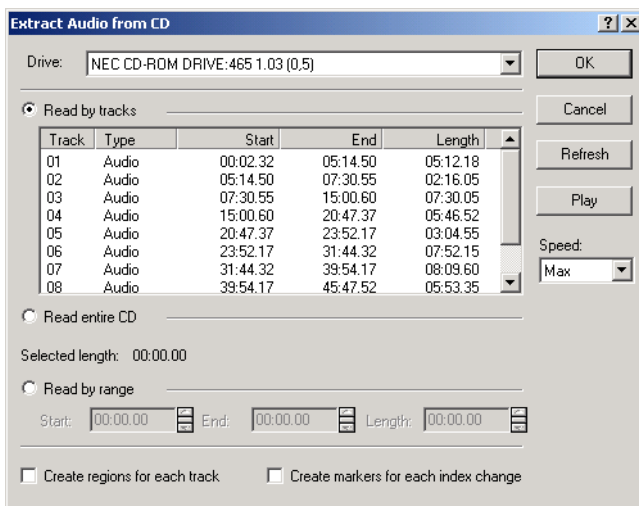 Extract Audio from CD
Drive: NEC CD-ROM DRIVE:465 1.03 (0,5) OK
Read by tracks Cancel
Track Type Start End Length
01 Audio 00:02.32 05:14.50 05:12.18
02 Audio 05:14.50 07:30.55 02:16.05
03 Audio 07:30.55 15:00.60 07:30.05
04 Audio 15:00.60 20:47.37 05:46.52
05 Audio 20:47.37 23:52.17 03:04.55
06 Audio 23:52.17 31:44.32 07:52.15
07 Audio 31:44.32 39:54.17 08:09.60
08 Audio 39:54.17 45:47.52 05:53.35
Refresh
Play
Speed:
Max
Read entire CD
Selected length: 00:00.00
Read by range
Start: 00:00.00 End: 00:00.00 Length: 00:00.00
Create regions for each track Create markers for each index change